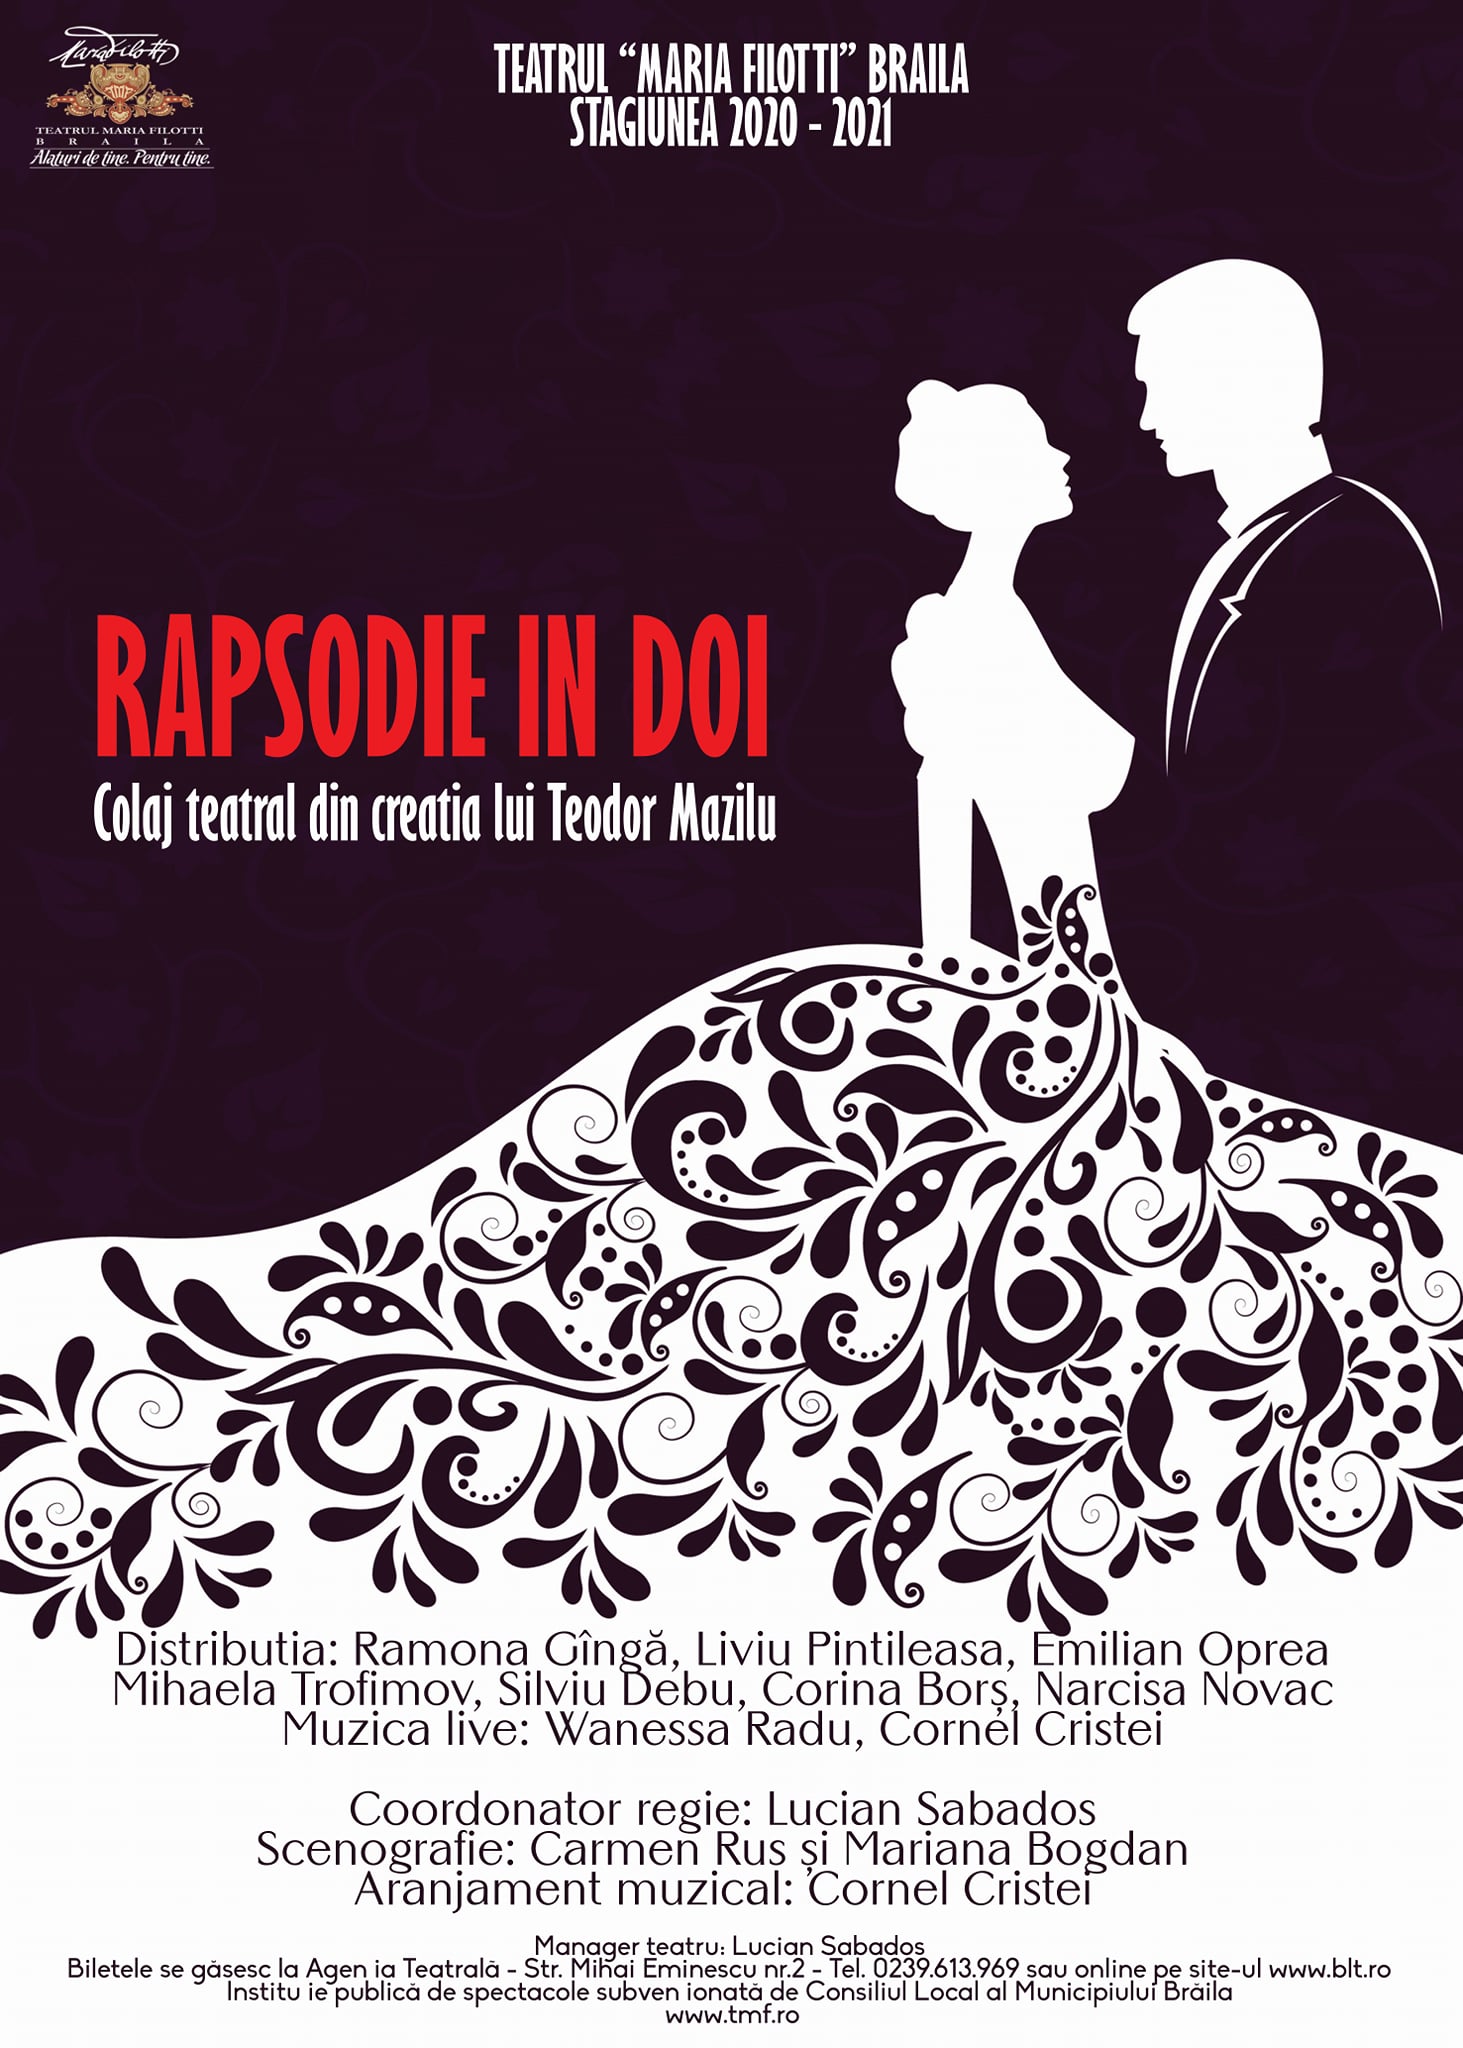 Maria Filotti
TMF
TEATRUL MARIA FILOTTI
BRAILA
Alaturi de tine. Pentru tine.
TEATRUL “MARIA FILOTTI” BRAILA
STAGIUNEA 2020 - 2021
RAPSODIE IN DOI
Colaj teatral din creatia lui Teodor Mazilu
Distributia: Ramona Gîngă, Liviu Pintileasa, Emilian Oprea
Mihaela Trofimov, Silviu Debu, Corina Borș, Narcisa Novac
Muzica live: Wanessa Radu, Cornel Cristei
Coordonator regie: Lucian Sabados
Scenografie: Carmen Rus și Mariana Bogdan
Aranjament muzical: Cornel Cristei
Manager teatru: Lucian Sabados
Biletele se găsesc la Agen ia Teatrală - Str. Mihai Eminescu nr.2 - Tel. 0239.613.969 sau online pe site-ul www.blt.ro
Institu ie publică de spectacole subven ionată de Consiliul Local al Municipiului Brăila
www.tmf.ro